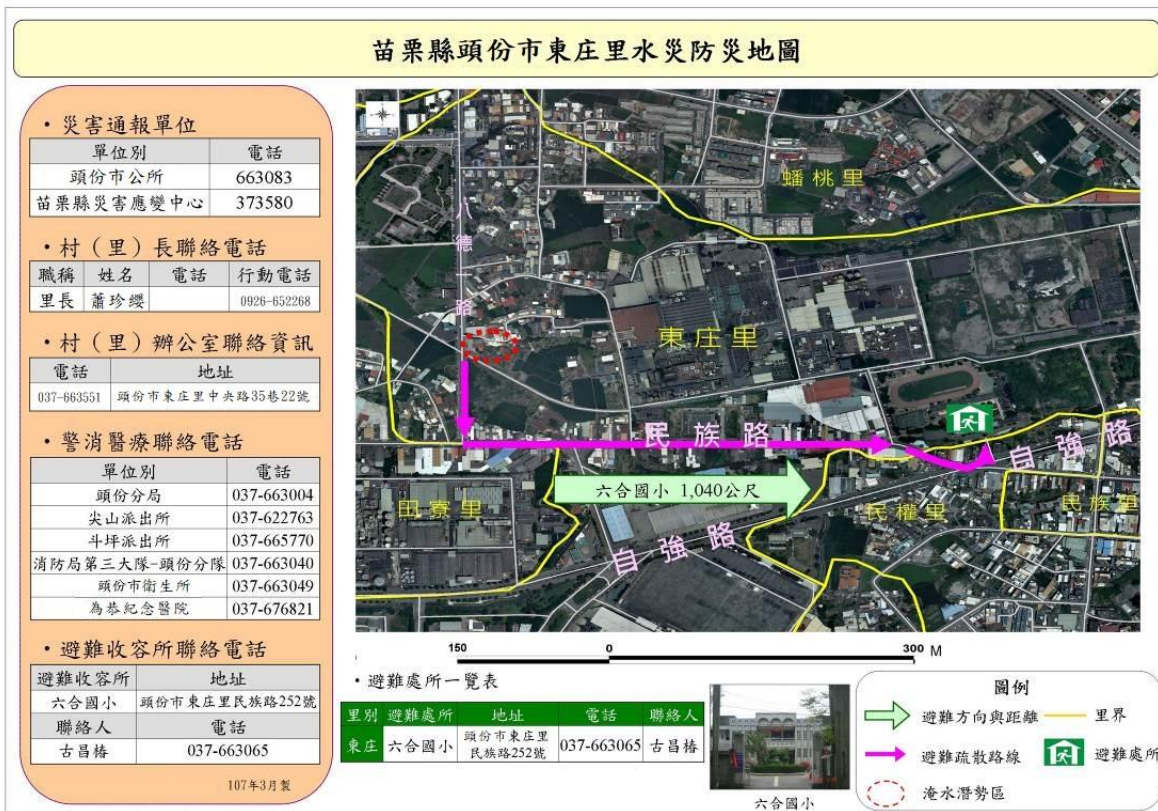 苗栗縣頭份市東庄里水災防災地圖
・災害通報單位
單位別 電話
頭份市公所 663083
苗栗縣災害應變中心 373580
・村（里）長聯絡電話
職稱 姓名 電話 行動電話
里長 蕭珍纓 0926-652268
・村（里）辦公室聯絡資訊
電話 地址
037-663551 頭份市東庄里中央路35巷22號
・警消醫療聯絡電話
單位別 電話
頭份分局 037-663004
尖山派出所 037-622763
斗坪派出所 037-665770
消防局第三大隊-頭份分隊 037-663040
頭份市衛生所 037-663049
為恭紀念醫院 037-676821
・避難收容所聯絡電話
避難收容所 地址
六合國小 頭份市東庄里民族路252號
聯絡人 電話
古昌椿 037-663065
107年3月製
蟠桃里
八德一路
東庄里
民族路
自強路
六合國小 1,040公尺
田寮里
民權里
民族里
自強路
150 0 300 M
・避難處所一覽表
里別 避難處所 地址 電話 聯絡人
東庄 六合國小 頭份市東庄里民族路252號 037-663065 古昌椿
六合國小
圖例
避難方向與距離 里界
避難疏散路線 避難處所
淹水潛勢區